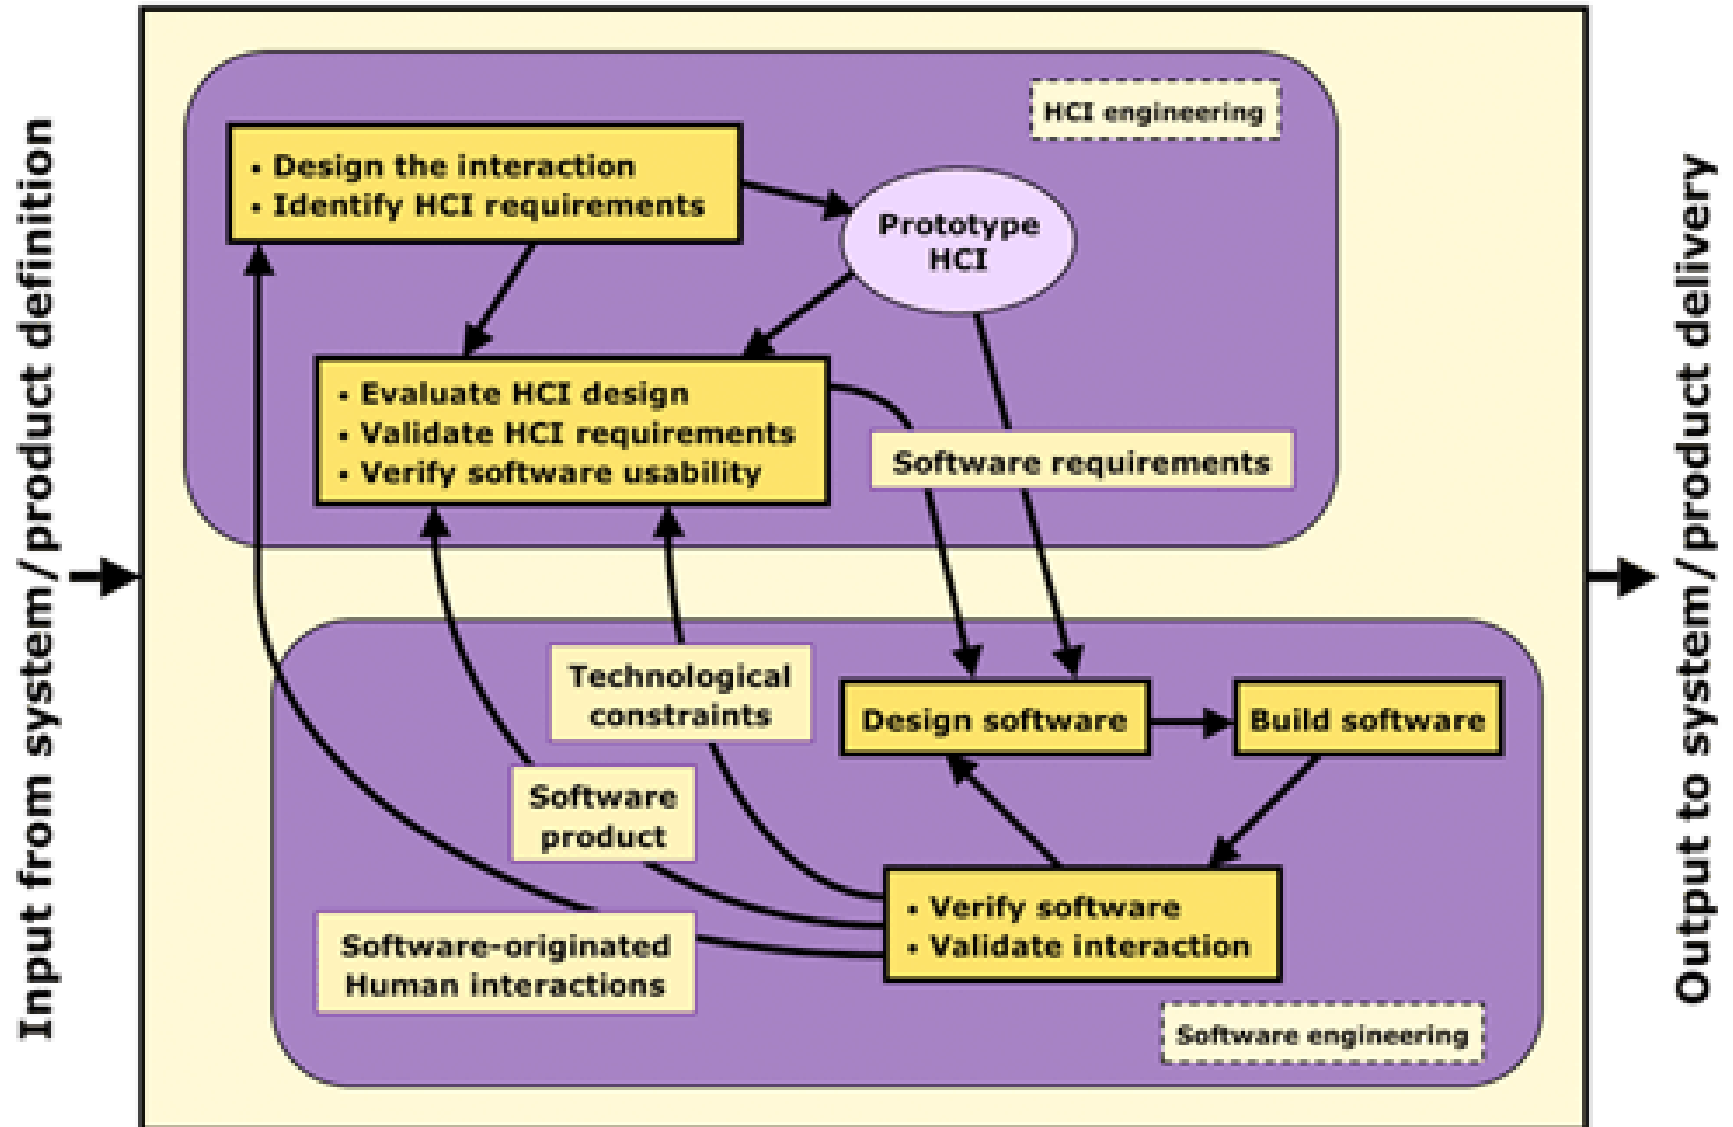 Input from system/product definition
HCI engineering
• Design the interaction
• Identify HCI requirements
Prototype
HCI
• Evaluate HCI design
• Validate HCI requirements
• Verify software usability
Software requirements
Technological
constraints
Design software
Build software
Software
product
• Verify software
• Validate interaction
Software-originated
Human interactions
Software engineering
Output to system/product delivery